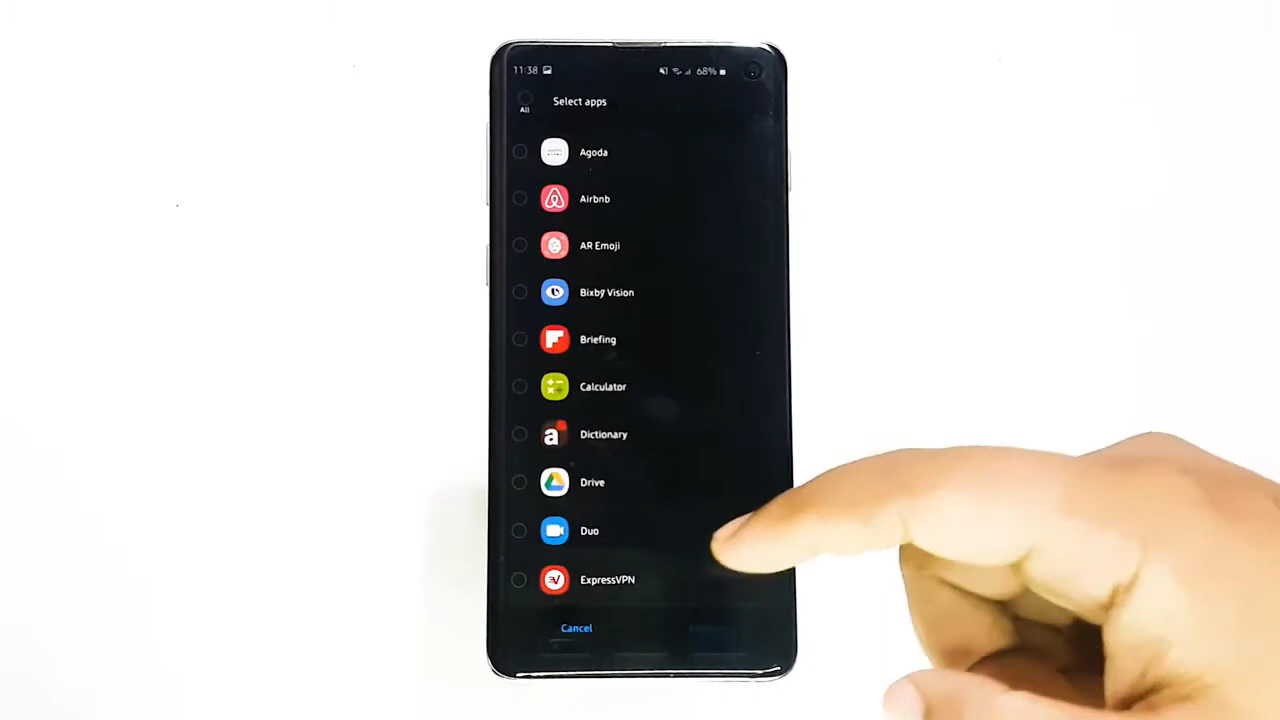 11:38 68%
All Select apps
Agoda
Airbnb
AR Emoji
Bixby Vision
Briefing
Calculator
Dictionary
Drive
Duo
ExpressVPN
Cancel